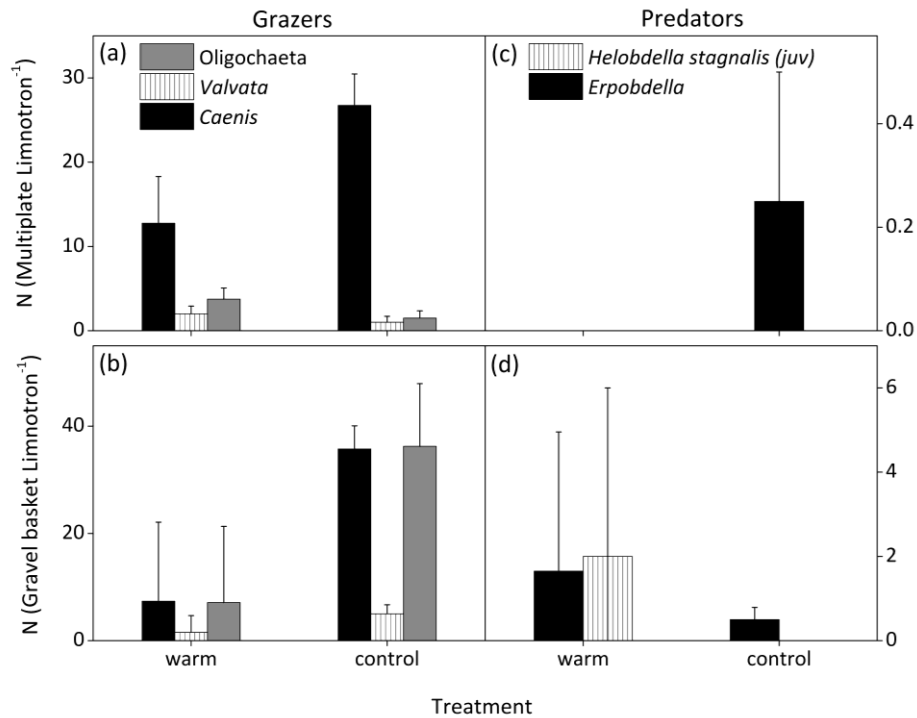 Grazers
Predators
(a)
Oligochaeta
Valvata
Caenis
(c)
Helobdella stagnalis (juv)
Erpobdella
N (Multiplate Limnotron⁻¹)
30
20
10
0
0.4
0.2
0.0
(b)
(d)
N (Gravel basket Limnotron⁻¹)
40
20
0
6
4
2
0
warm
control
warm
control
Treatment